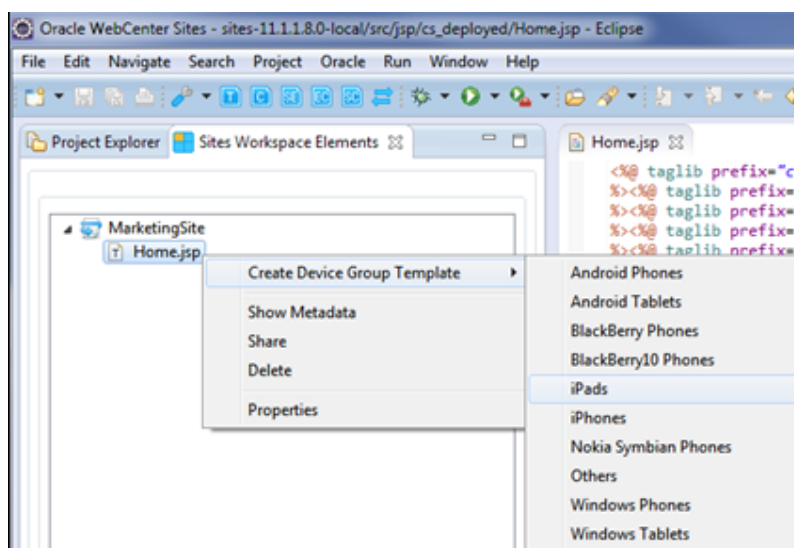 Oracle WebCenter Sites - sites-11.1.1.8.0-local/src/jsp/cs_deployed/Home.jsp - Eclipse
File Edit Navigate Search Project Oracle Run Window Help
Project Explorer Sites Workspace Elements Home.jsp
<%@ taglib prefix="c
%><%@ taglib prefix=
%><%@ taglib prefix=
%><%@ taglib prefix=
%><%@ taglib prefix=
MarketingSite
Home.jsp
Create Device Group Template
Show Metadata
Share
Delete
Properties
Android Phones
Android Tablets
BlackBerry Phones
BlackBerry10 Phones
iPads
iPhones
Nokia Symbian Phones
Others
Windows Phones
Windows Tablets